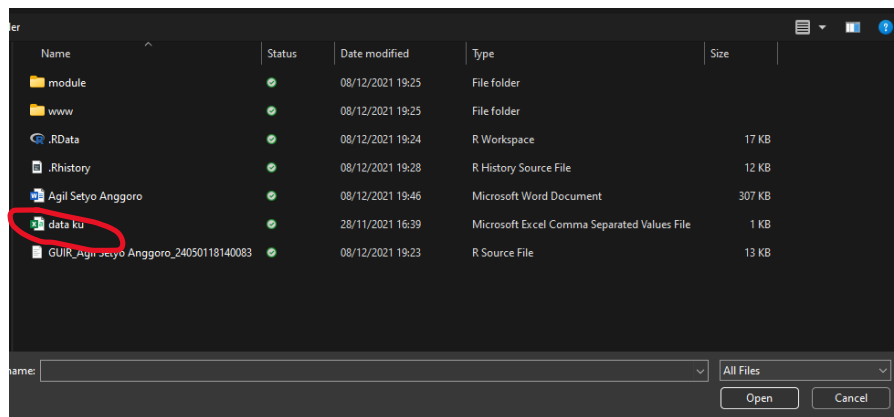 ler
Name Status Date modified Type Size
module 08/12/2021 19:25 File folder
www 08/12/2021 19:25 File folder
.RData 08/12/2021 19:24 R Workspace 17 KB
.Rhistory 08/12/2021 19:28 R History Source File 12 KB
Agil Setyo Anggoro 08/12/2021 19:46 Microsoft Word Document 307 KB
data ku 28/11/2021 16:39 Microsoft Excel Comma Separated Values File 1 KB
GUIR_Agil Setyo Anggoro_24050118140083 08/12/2021 19:23 R Source File 13 KB
name: All Files
Open Cancel